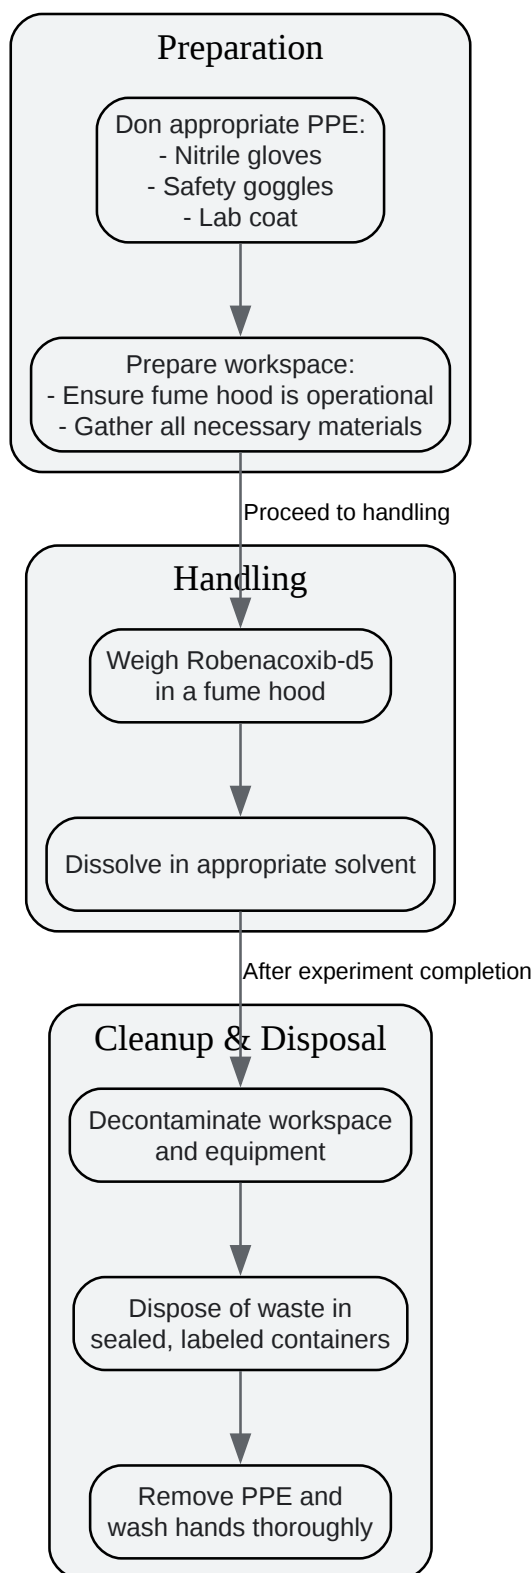 Preparation
Don appropriate PPE:
- Nitrile gloves
- Safety goggles
- Lab coat
Prepare workspace:
- Ensure fume hood is operational
- Gather all necessary materials
Proceed to handling
Handling
Weigh Robenacoxib-d5
in a fume hood
Dissolve in appropriate solvent
After experiment completion
Cleanup & Disposal
Decontaminate workspace
and equipment
Dispose of waste in
sealed, labeled containers
Remove PPE and
wash hands thoroughly